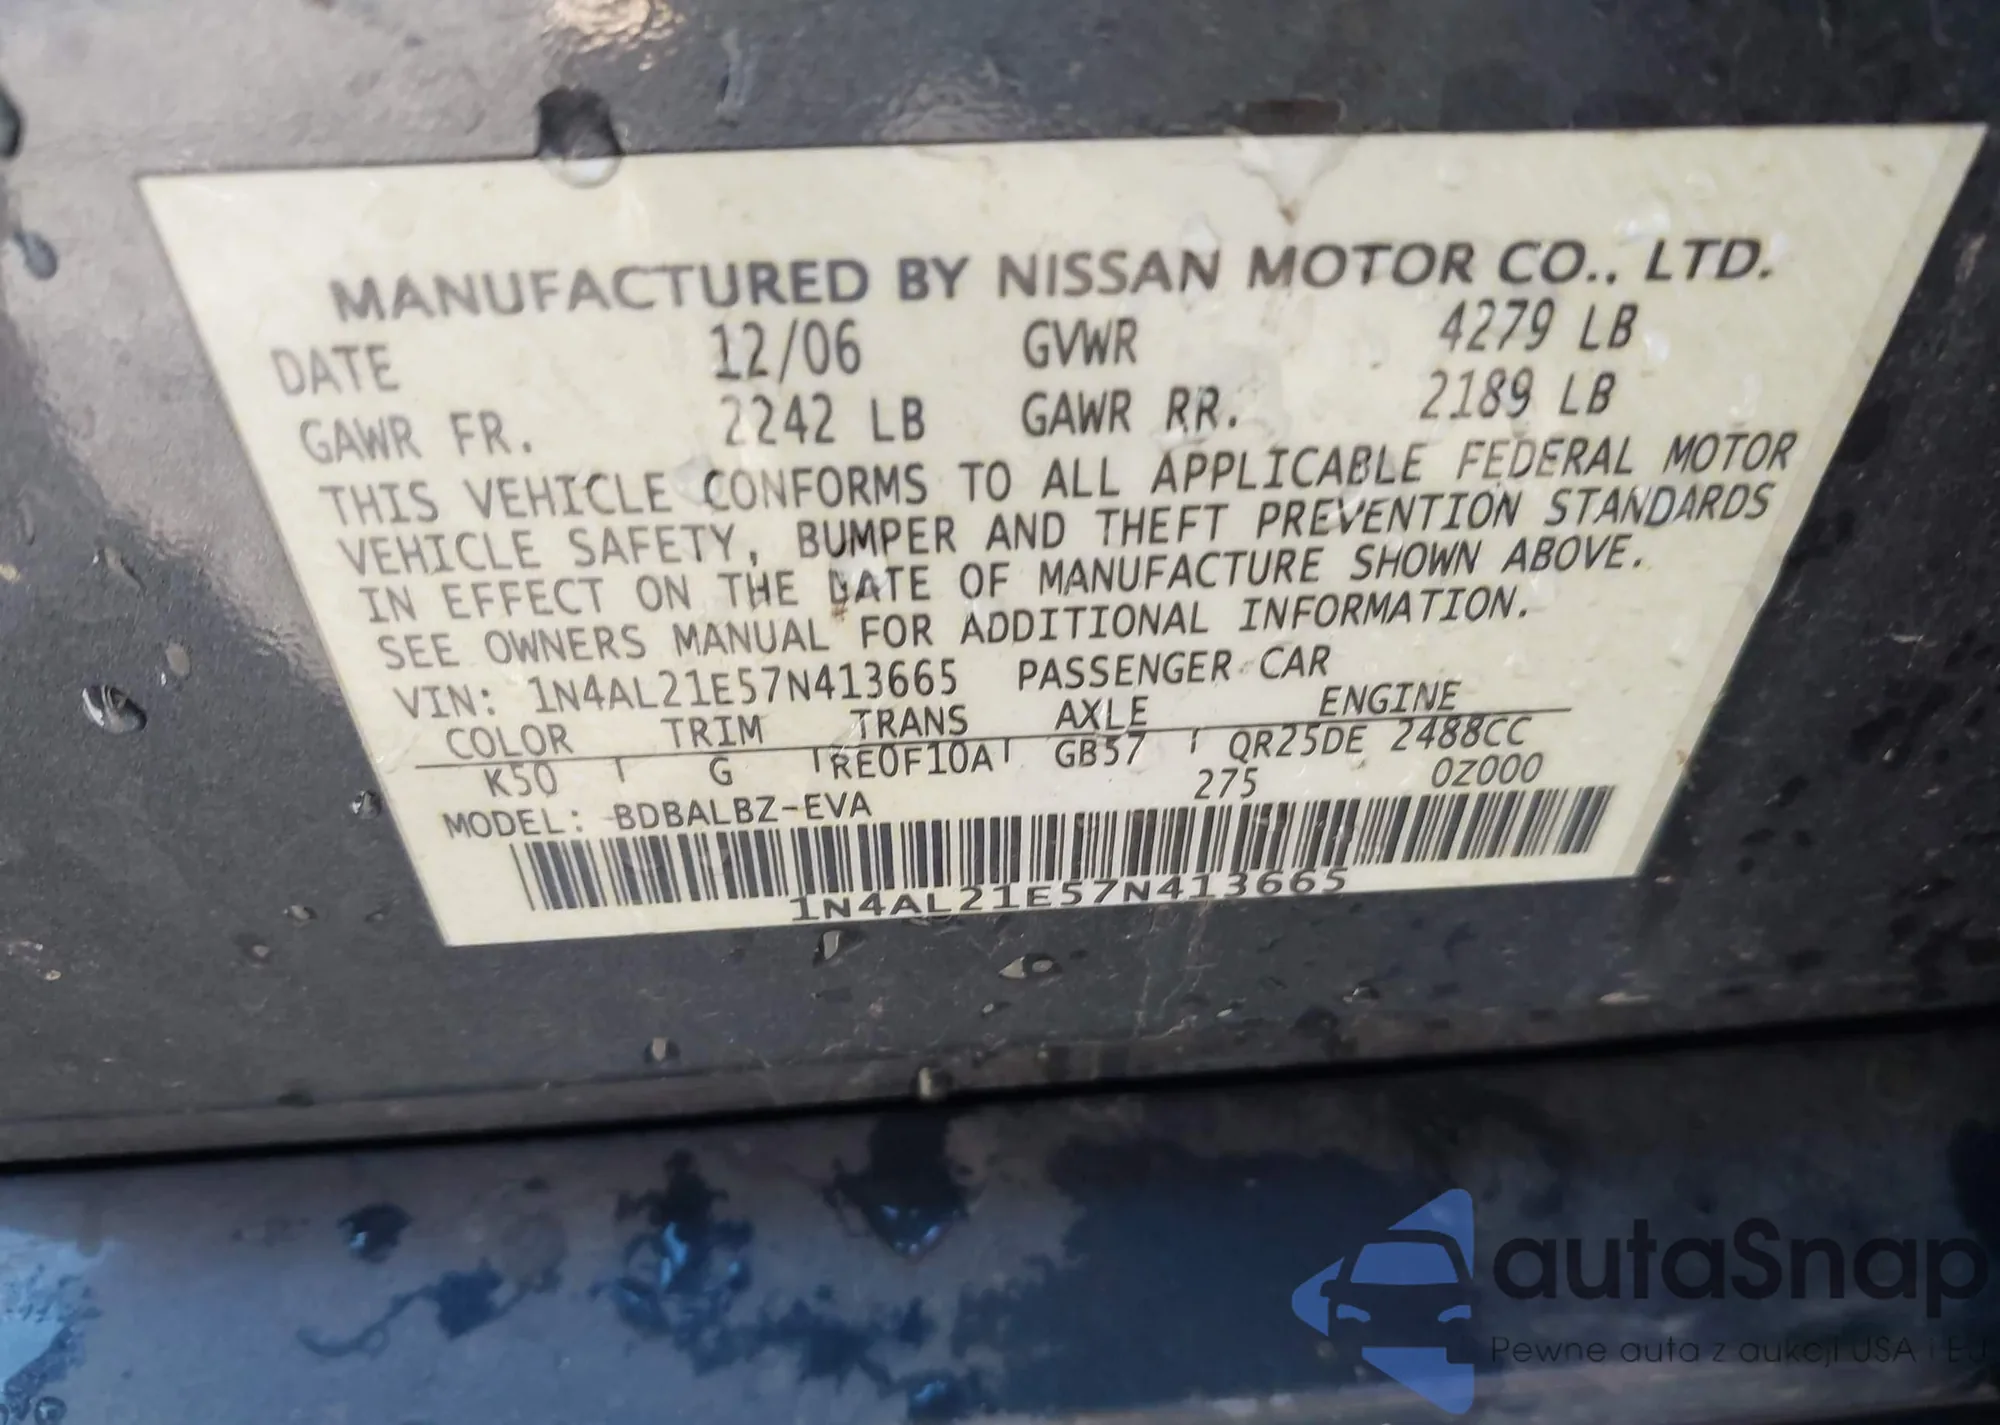 MANUFACTURED BY NISSAN MOTOR CO., LTD.
DATE 12/06 GVWR 4279 LB
GAWR FR. 2242 LB GAWR RR. 2189 LB
THIS VEHICLE CONFORMS TO ALL APPLICABLE FEDERAL MOTOR
VEHICLE SAFETY, BUMPER AND THEFT PREVENTION STANDARDS
IN EFFECT ON THE DATE OF MANUFACTURE SHOWN ABOVE.
SEE OWNERS MANUAL FOR ADDITIONAL INFORMATION.
VIN: 1N4AL21E57N413665 PASSENGER CAR
COLOR TRIM TRANS AXLE ENGINE
K50 G RE0F10A GB57 QR25DE 2488CC
275 0Z000
MODEL: BDBALBZ-EVA
1N4AL21E57N413665
autaSnap
Pewne auta z aukcji USA i EU